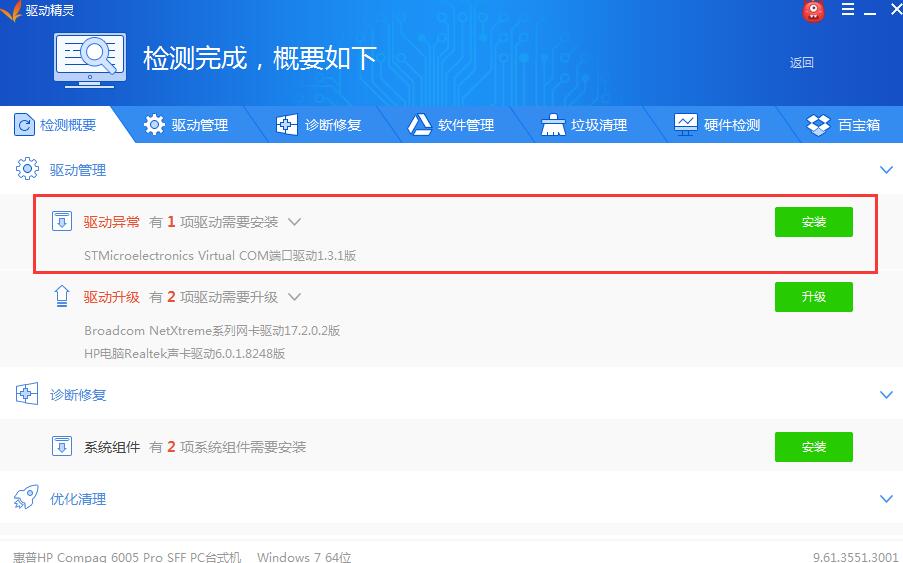 驱动精灵
检测完成，概要如下
返回
检测概要 驱动管理 诊断修复 软件管理 垃圾清理 硬件检测 百宝箱
驱动管理
驱动异常 有 1 项驱动需要安装 安装
STMicroelectronics Virtual COM端口驱动1.3.1版
驱动升级 有 2 项驱动需要升级 升级
Broadcom NetXtreme系列网卡驱动17.2.0.2版
HP电脑Realtek声卡驱动6.0.1.8248版
诊断修复
系统组件 有 2 项系统组件需要安装 安装
优化清理
惠普HP Compaq 6005 Pro SFF PC台式机 Windows 7 64位 9.61.3551.3001